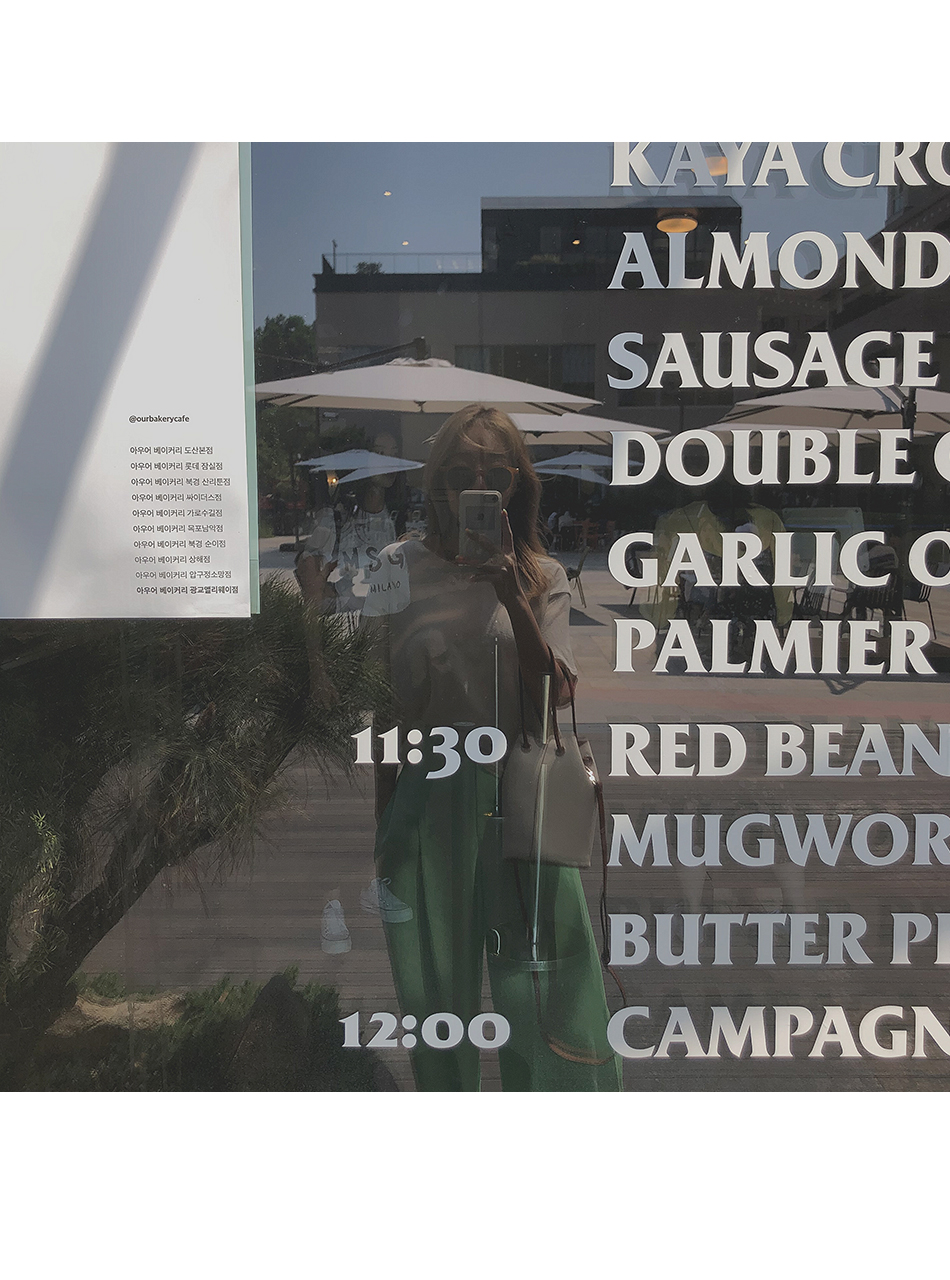 @ourbakerycafe
아우어 베이커리 도산본점
아우어 베이커리 롯데 잠실점
아우어 베이커리 북경 산리툰점
아우어 베이커리 싸이더스점
아우어 베이커리 가로수길점
아우어 베이커리 목포남악점
아우어 베이커리 북경 순이점
아우어 베이커리 상해점
아우어 베이커리 압구정소망점
아우어 베이커리 광교앨리웨이점
MSG
MILANO
KAYA CRO
ALMOND
SAUSAGE
DOUBLE
GARLIC
PALMIER
11:30 RED BEAN
MUGWOR
BUTTER
12:00 CAMPAGN